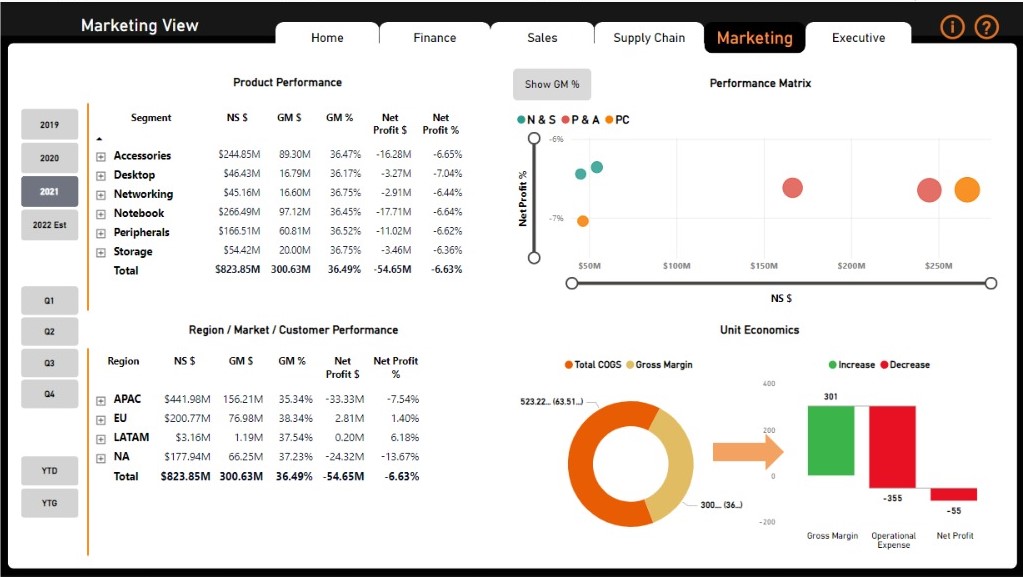 Marketing View
Home
Finance
Sales
Supply Chain
Marketing
Executive
i
?
2019
2020
2021
2022 Est
Q1
Q2
Q3
Q4
YTD
YTG
Product Performance
Segment NS $ GM $ GM % Net Profit $ Net Profit %
Accessories $244.85M 89.30M 36.47% -16.28M -6.65%
Desktop $46.43M 16.79M 36.17% -3.27M -7.04%
Networking $45.16M 16.60M 36.75% -2.91M -6.44%
Notebook $266.49M 97.12M 36.45% -17.71M -6.64%
Peripherals $166.51M 60.81M 36.52% -11.02M -6.62%
Storage $54.42M 20.00M 36.75% -3.46M -6.36%
Total $823.85M 300.63M 36.49% -54.65M -6.63%
Show GM %
Performance Matrix
N & S P & A PC
-6%
-7%
Net Profit %
$50M $100M $150M $200M $250M
NS $
Region / Market / Customer Performance
Region NS $ GM $ GM % Net Profit $ Net Profit %
APAC $441.98M 156.21M 35.34% -33.33M -7.54%
EU $200.77M 76.98M 38.34% 2.81M 1.40%
LATAM $3.16M 1.19M 37.54% 0.20M 6.18%
NA $177.94M 66.25M 37.23% -24.32M -13.67%
Total $823.85M 300.63M 36.49% -54.65M -6.63%
Unit Economics
Total COGS Gross Margin
523.22... (63.51...)
300... (36...)
Increase Decrease
400
200
0
-200
301
-355
-55
Gross Margin
Operational Expense
Net Profit